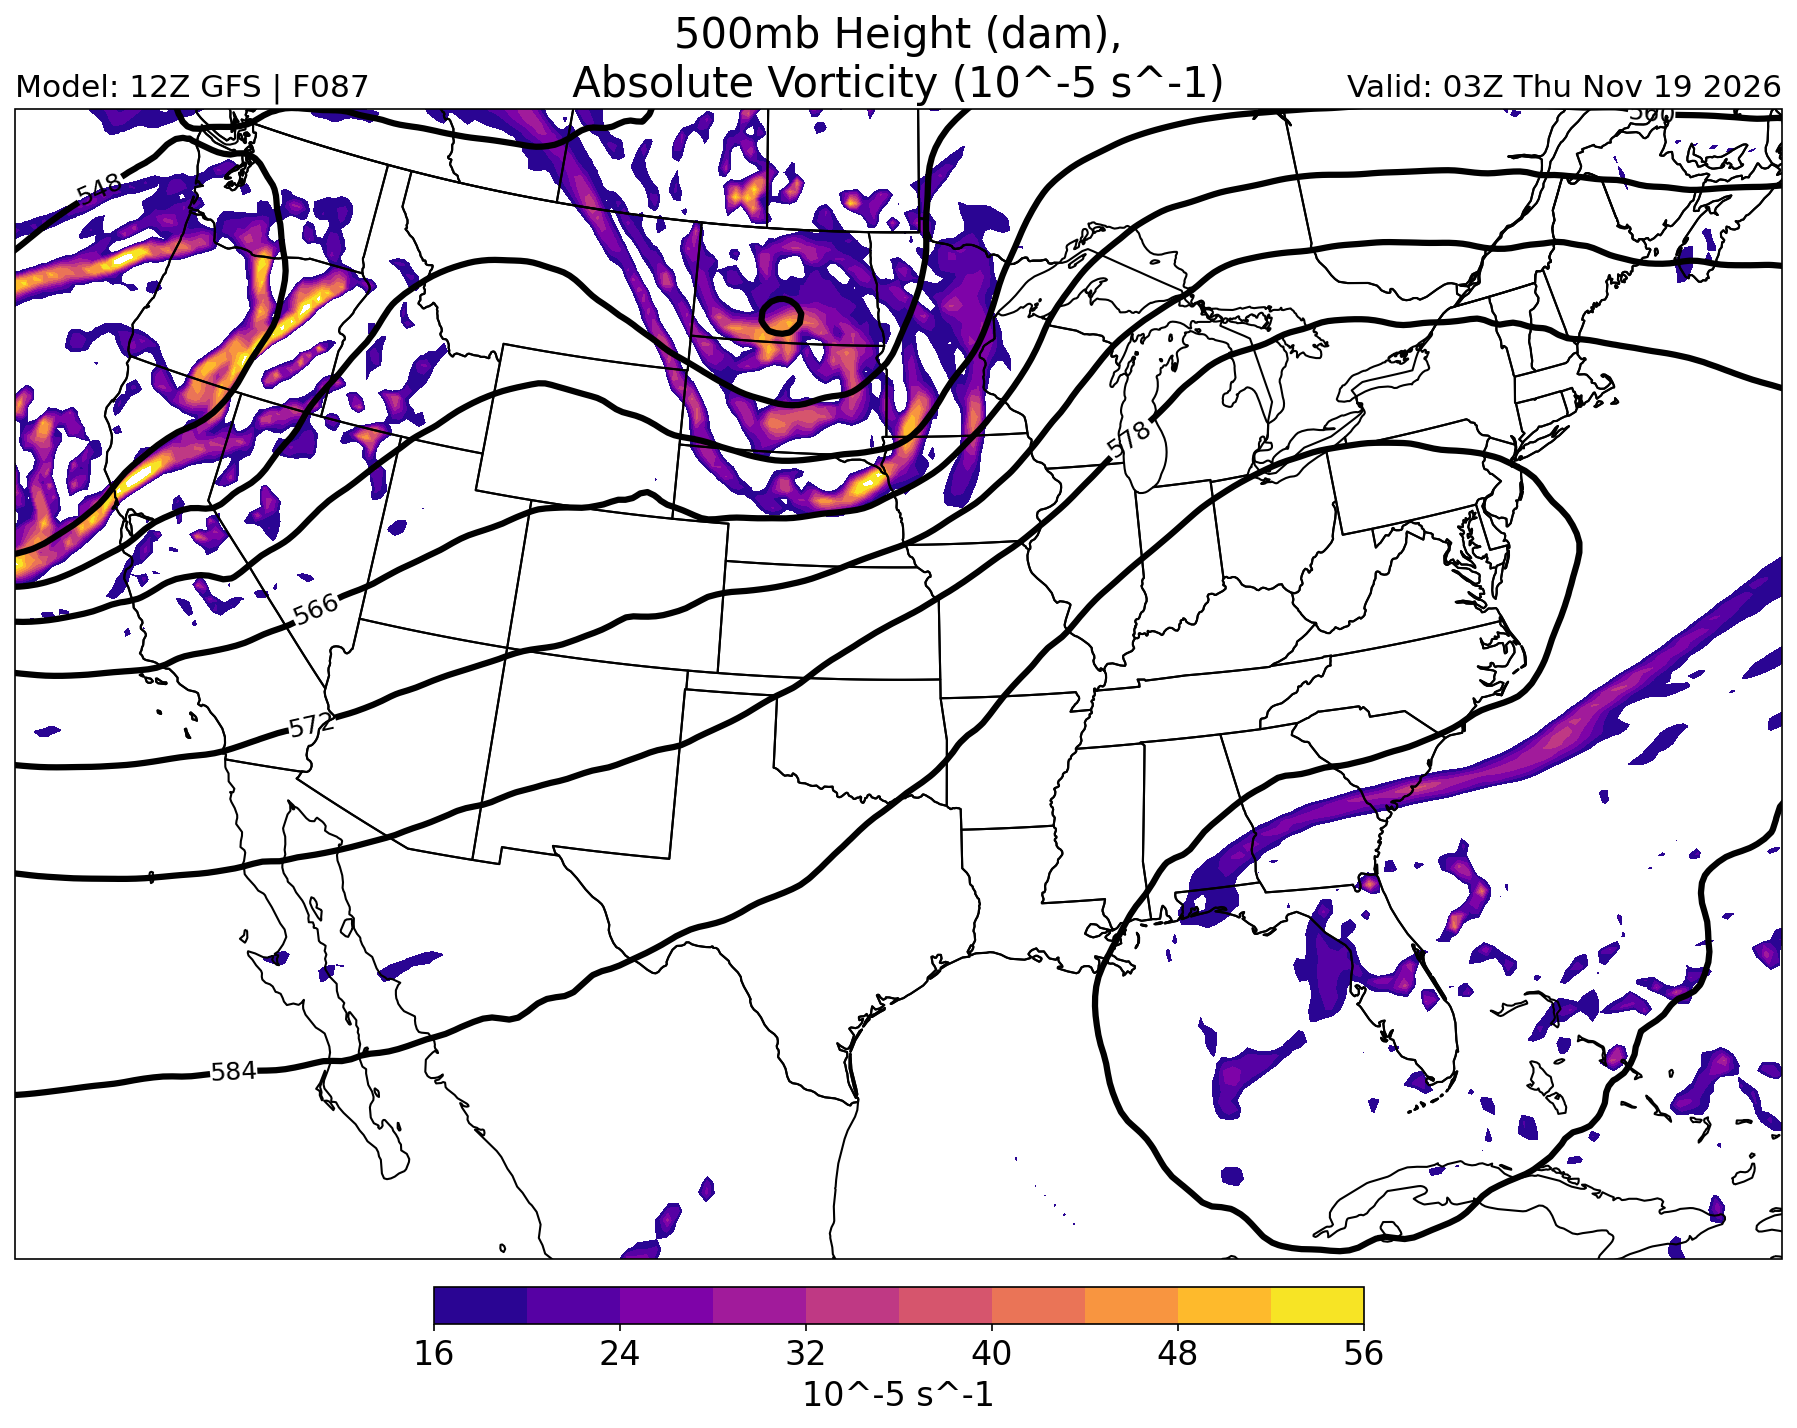 500mb Height (dam),
Model: 12Z GFS | F087
Absolute Vorticity (10^-5 s^-1)
Valid: 03Z Thu Nov 19 2026
548
578
566
572
584
16 24 32 40 48 56
10^-5 s^-1